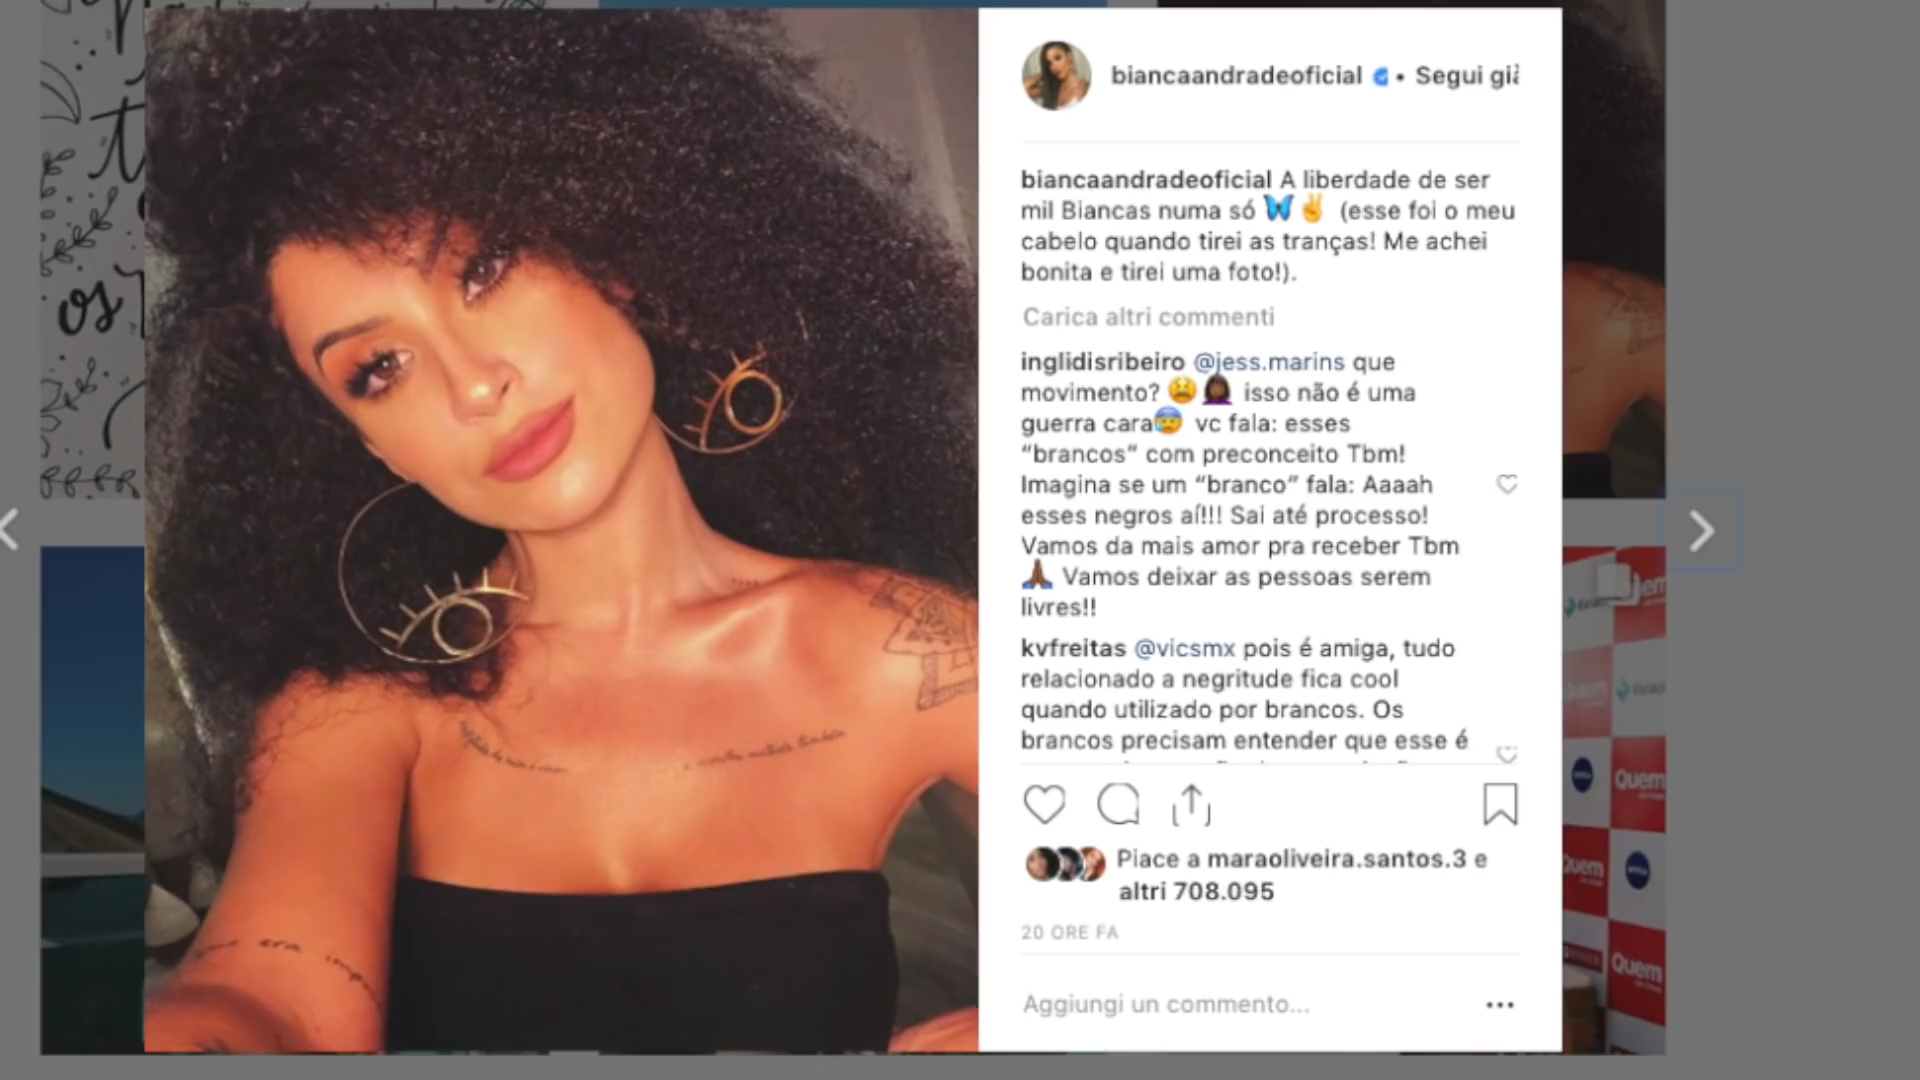 biancaandradeoficial • Segui già
biancaandradeoficial A liberdade de ser
mil Biancas numa só 🦋✌️ (esse foi o meu
cabelo quando tirei as tranças! Me achei
bonita e tirei uma foto!).
Carica altri commenti
inglidisribeiro @jess.marins que
movimento? 😫🤦🏾‍♀️ isso não é uma
guerra cara😰 vc fala: esses
“brancos” com preconceito Tbm!
Imagina se um “branco” fala: Aaaah
esses negros aí!!! Sai até processo!
Vamos da mais amor pra receber Tbm
🙏🏾 Vamos deixar as pessoas serem
livres!!
kvfreitas @vicsmx pois é amiga, tudo
relacionado a negritude fica cool
quando utilizado por brancos. Os
brancos precisam entender que esse é
Piace a maraoliveira.santos.3 e
altri 708.095
20 ORE FA
Aggiungi un commento...
os
era
Quem
Quem
Quem